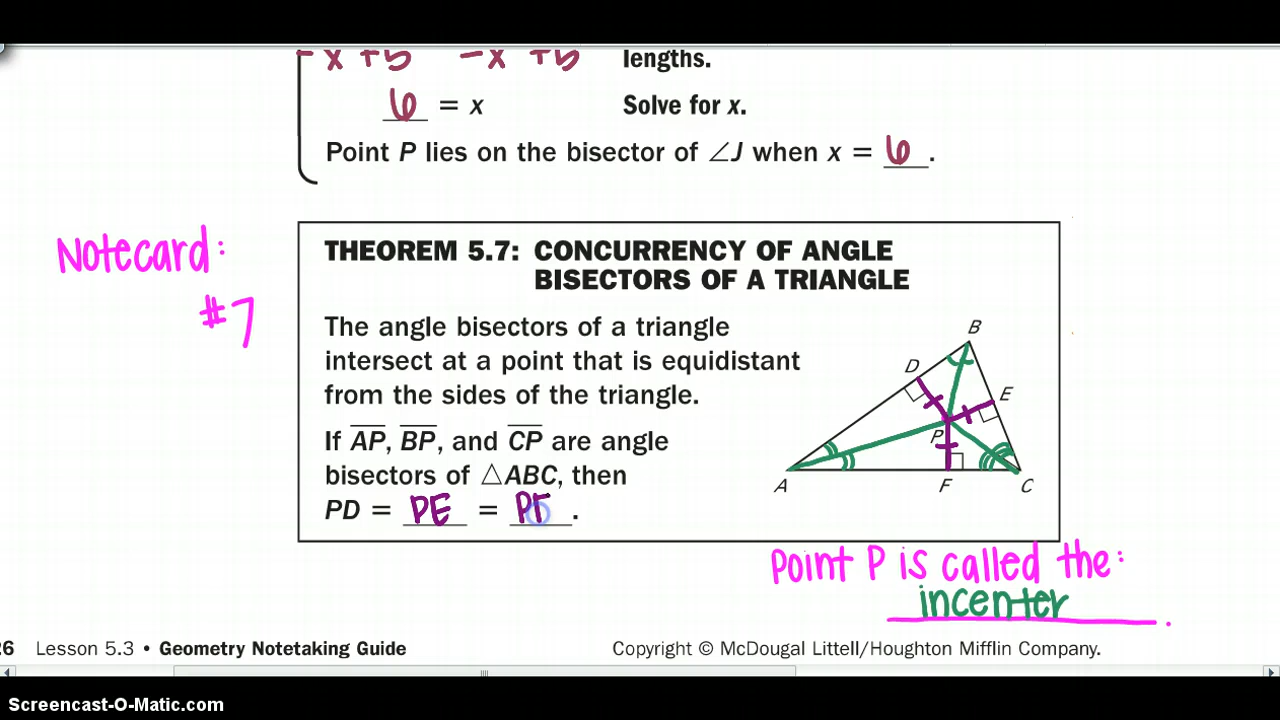 -x +5 -x +5 lengths.
6 = x Solve for x.
Point P lies on the bisector of ∠J when x = 6.
Notecard:
#7
THEOREM 5.7: CONCURRENCY OF ANGLE
BISECTORS OF A TRIANGLE
The angle bisectors of a triangle
intersect at a point that is equidistant
from the sides of the triangle.
If AP, BP, and CP are angle
bisectors of △ABC, then
PD = PE = PF.
B
D
E
P
A
F
C
Point P is called the:
incenter.
26 Lesson 5.3 • Geometry Notetaking Guide
Copyright © McDougal Littell/Houghton Mifflin Company.
Screencast-O-Matic.com